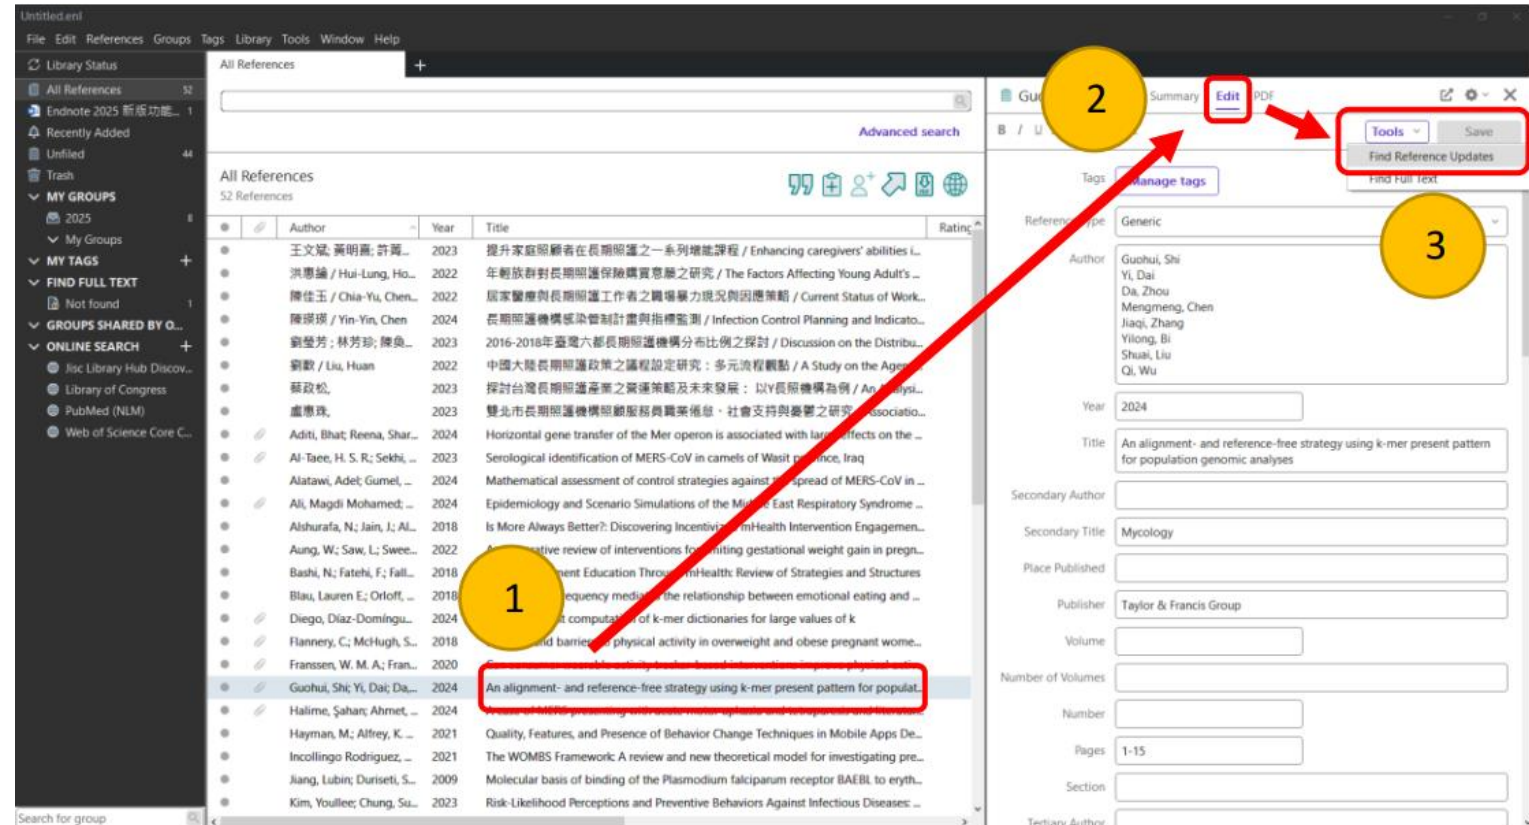 Untitled.enl
File Edit References Groups Tags Library Tools Window Help
Library Status
All References 52
Endnote 2025 新版功能... 1
Recently Added
Unfiled 44
Trash
MY GROUPS
2025 8
My Groups
MY TAGS +
FIND FULL TEXT
Not found 1
GROUPS SHARED BY O...
ONLINE SEARCH +
Jisc Library Hub Discov...
Library of Congress
PubMed (NLM)
Web of Science Core C...
Search for group
All References +
Advanced search
All References
52 References
Author Year Title Rating
王文斌; 黃明喜; 許菁... 2023 提升家庭照顧者在長期照護之一系列增能課程 / Enhancing caregivers' abilities i...
洪惠綸 / Hui-Lung, Ho... 2022 年輕族群對長期照護保險購買意願之研究 / The Factors Affecting Young Adult's ...
陳佳玉 / Chia-Yu, Chen... 2022 居家醫療與長期照護工作者之職場暴力現況與因應策略 / Current Status of Work...
陳瑛瑛 / Yin-Yin, Chen 2024 長期照護機構感染管制計畫與指標監測 / Infection Control Planning and Indicato...
劉瑩芳; 林芳珍; 陳... 2023 2016-2018年臺灣六都長期照護機構分布比例之探討 / Discussion on the Distribu...
劉歡 / Liu, Huan 2022 中國大陸長期照護政策之議程設定研究：多元流程觀點 / A Study on the Agen
蔡政松, 2023 探討台灣長期照護產業之營運策略及未來發展： 以Y長照機構為例 / An Analysi...
盧惠珠, 2023 雙北市長期照護機構照顧服務員職業倦怠、社會支持與憂鬱之研究 Associatio...
Aditi, Bhat; Reena, Shar... 2024 Horizontal gene transfer of the Mer operon is associated with large effects on the ...
Al-Taee, H. S. R.; Sekhi, ... 2023 Serological identification of MERS-CoV in camels of Wasit province, Iraq
Alatawi, Adel; Gumel, ... 2024 Mathematical assessment of control strategies against the spread of MERS-CoV in ...
Ali, Magdi Mohamed; ... 2024 Epidemiology and Scenario Simulations of the Middle East Respiratory Syndrome ...
Alshurafa, N.; Jain, J.; Al... 2018 Is More Always Better?: Discovering Incentivized mHealth Intervention Engagemen...
Aung, W.; Saw, L.; Swee... 2022 ative review of interventions for limiting gestational weight gain in pregn...
Bashi, N.; Fatehi, F.; Fall... 2018 ment Education Through mHealth: Review of Strategies and Structures
Blau, Lauren E.; Orloff, ... 2018 equency mediates the relationship between emotional eating and ...
Diego, Díaz-Domíngu... 2024 t computation of k-mer dictionaries for large values of k
Flannery, C.; McHugh, S... 2018 and barriers to physical activity in overweight and obese pregnant wome...
Franssen, W. M. A.; Fran... 2020
Guohui, Shi; Yi, Dai; Da,... 2024 An alignment- and reference-free strategy using k-mer present pattern for populat...
Halime, Şahan; Ahmet, ... 2024 A case of MERS presenting with acute motor aphasia and tetraparesis and literatur...
Hayman, M.; Alfrey, K. ... 2021 Quality, Features, and Presence of Behavior Change Techniques in Mobile Apps De...
Incollingo Rodriguez, ... 2021 The WOMBS Framework: A review and new theoretical model for investigating pre...
Jiang, Lubin; Duriseti, S... 2009 Molecular basis of binding of the Plasmodium falciparum receptor BAEBL to eryth...
Kim, Youllee; Chung, Su... 2023 Risk-Likelihood Perceptions and Preventive Behaviors Against Infectious Diseases: ...
1
2
3
Guo Summary Edit PDF
B I U
Tools Save
Find Reference Updates
Find Full Text
Tags Manage tags
Reference Type Generic
Author Guohui, Shi
Yi, Dai
Da, Zhou
Mengmeng, Chen
Jiaqi, Zhang
Yilong, Bi
Shuai, Liu
Qi, Wu
Year 2024
Title An alignment- and reference-free strategy using k-mer present pattern
for population genomic analyses
Secondary Author
Secondary Title Mycology
Place Published
Publisher Taylor & Francis Group
Volume
Number of Volumes
Number
Pages 1-15
Section
Tertiary Author